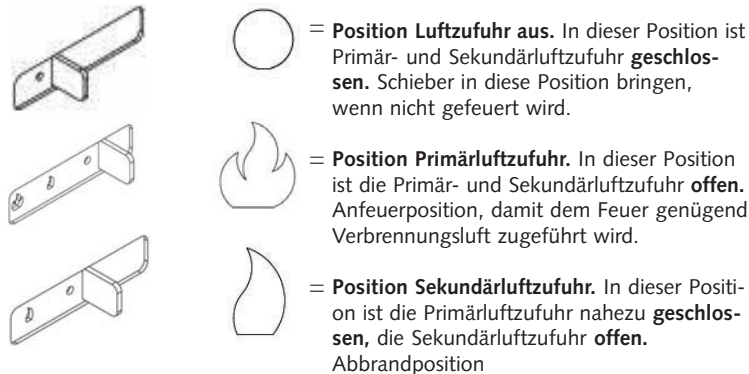 = Position Luftzufuhr aus. In dieser Position ist
Primär- und Sekundärluftzufuhr geschlos-
sen. Schieber in diese Position bringen,
wenn nicht gefeuert wird.
= Position Primärluftzufuhr. In dieser Position
ist die Primär- und Sekundärluftzufuhr offen.
Anfeuerposition, damit dem Feuer genügend
Verbrennungsluft zugeführt wird.
= Position Sekundärluftzufuhr. In dieser Positi-
on ist die Primärluftzufuhr nahezu geschlos-
sen, die Sekundärluftzufuhr offen.
Abbrandposition